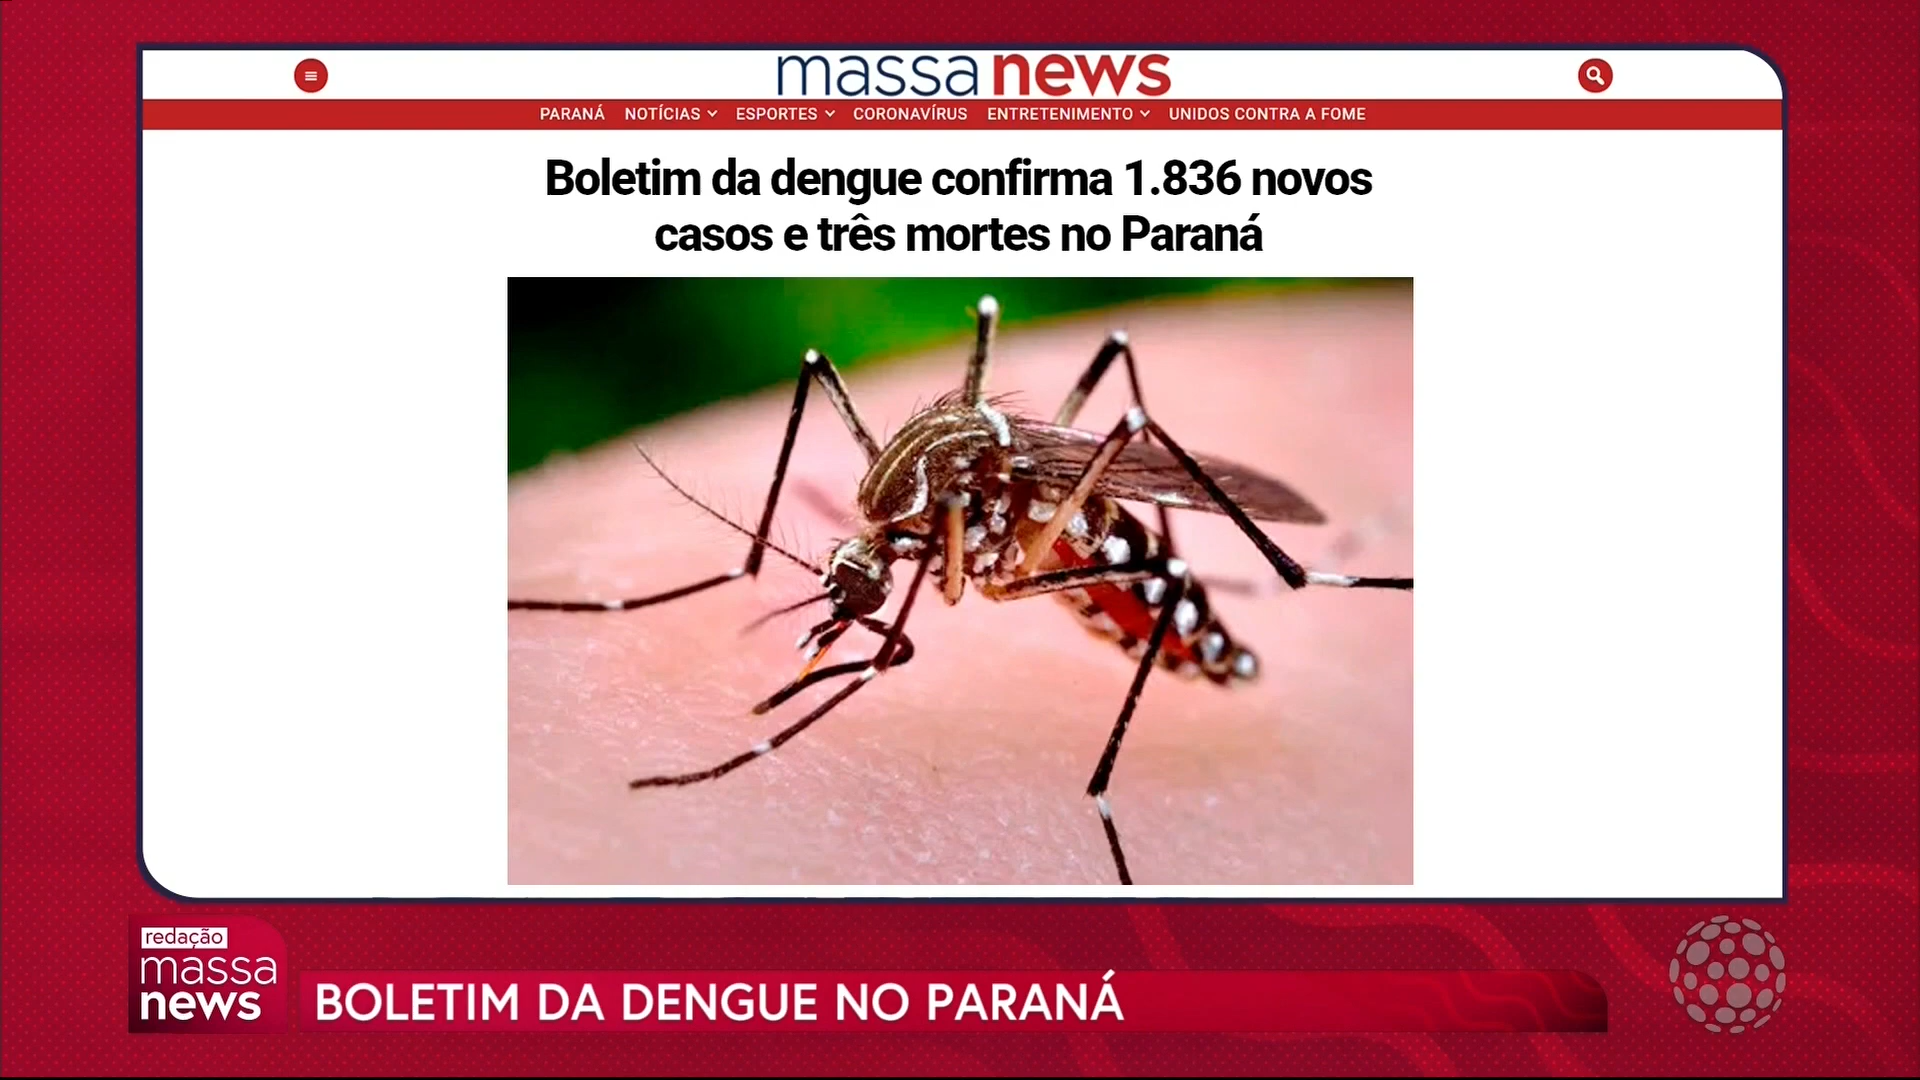 massa news
PARANÁ NOTÍCIAS ESPORTES CORONAVÍRUS ENTRETENIMENTO UNIDOS CONTRA A FOME
Boletim da dengue confirma 1.836 novos
casos e três mortes no Paraná
redação
massa
news
BOLETIM DA DENGUE NO PARANÁ